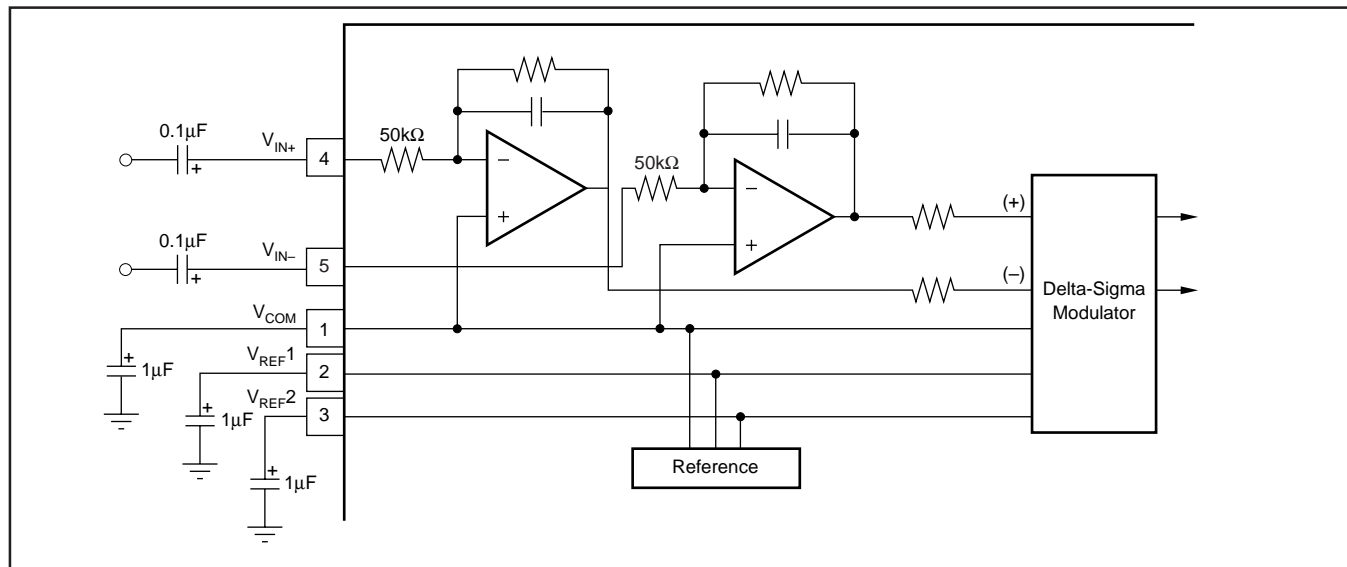 0.1μF
+
V_IN+
4
50kΩ
−
+
50kΩ
−
+
0.1μF
+
V_IN−
5
(+)
(−)
Delta-Sigma
Modulator
V_COM
1
+
1μF
V_REF1
2
+
1μF
V_REF2
3
+
1μF
Reference